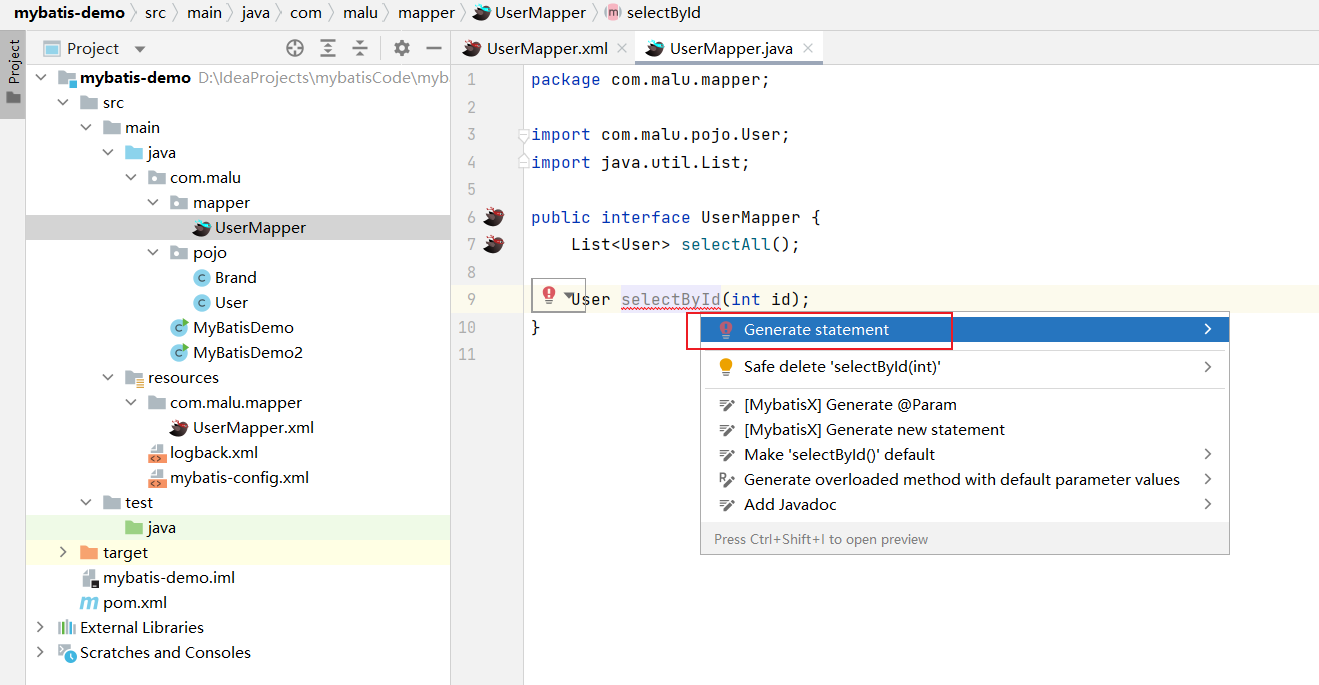 mybatis-demo src main java com malu mapper UserMapper m selectById
Project
Project
UserMapper.xml
UserMapper.java
mybatis-demo D:\IdeaProjects\mybatisCode\myb
src
main
java
com.malu
mapper
UserMapper
pojo
C Brand
C User
C MyBatisDemo
C MyBatisDemo2
resources
com.malu.mapper
UserMapper.xml
logback.xml
mybatis-config.xml
test
java
target
mybatis-demo.iml
m pom.xml
External Libraries
Scratches and Consoles
1 package com.malu.mapper;
2
3 import com.malu.pojo.User;
4 import java.util.List;
5
6 public interface UserMapper {
7 List<User> selectAll();
8
9 User selectById(int id);
10 }
11
Generate statement
Safe delete 'selectById(int)'
[MybatisX] Generate @Param
[MybatisX] Generate new statement
Make 'selectById()' default
Generate overloaded method with default parameter values
Add Javadoc
Press Ctrl+Shift+I to open preview